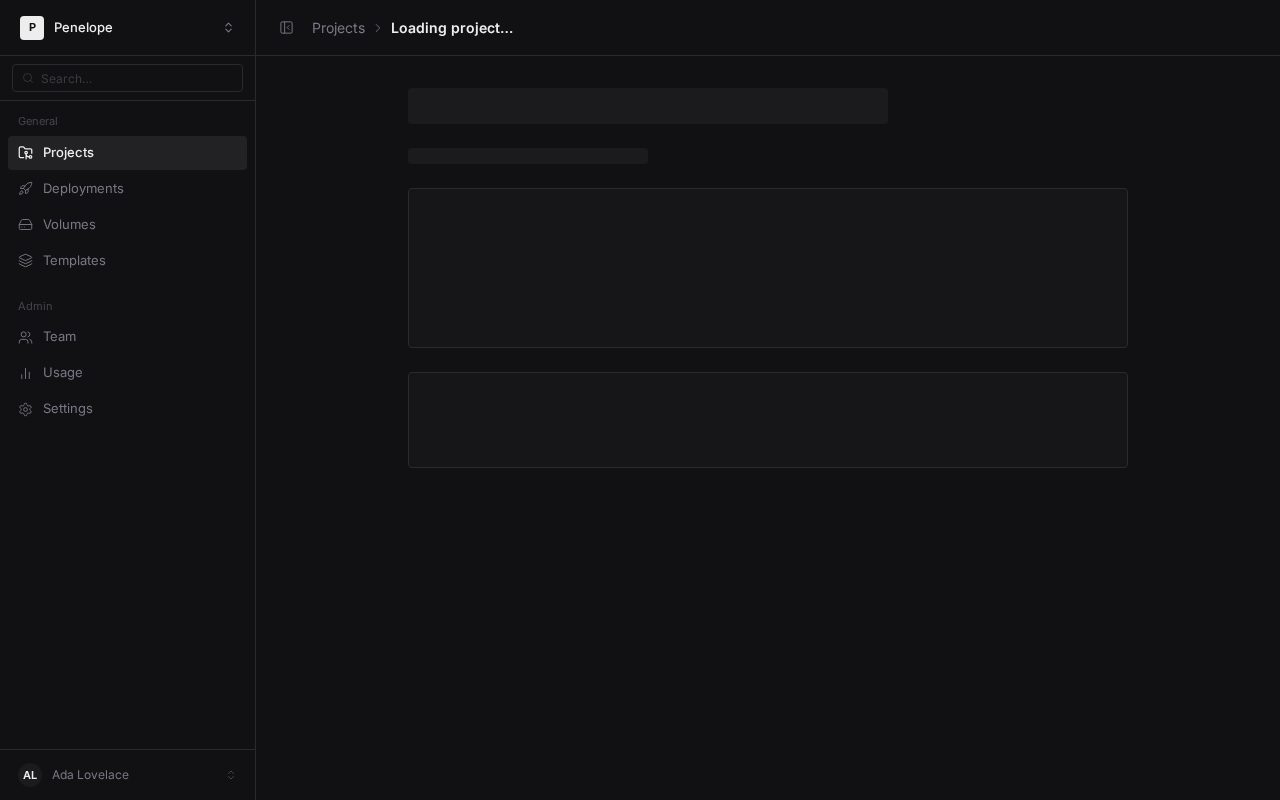 P Penelope
Projects > Loading project...
Search...
General
Projects
Deployments
Volumes
Templates
Admin
Team
Usage
Settings
AL Ada Lovelace